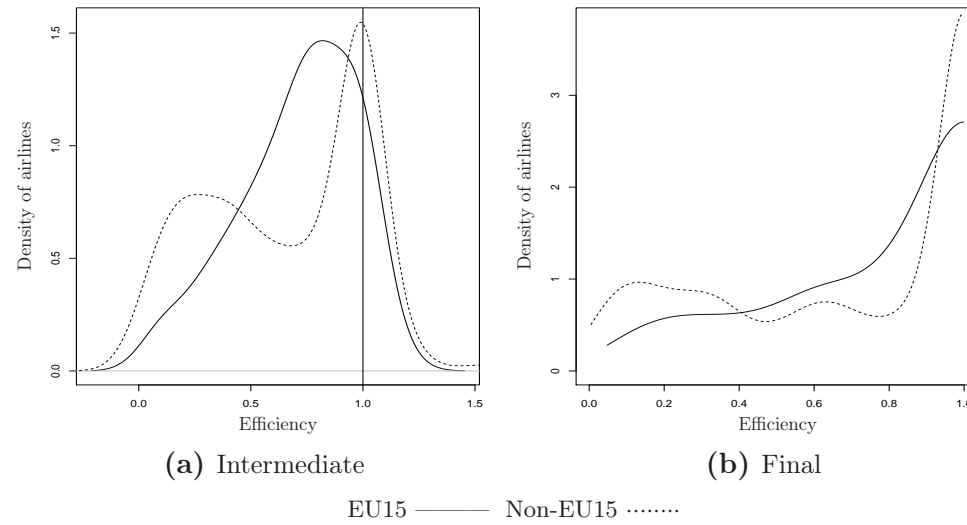 Density of airlines
1.5
1.0
0.5
0.0
0.0 0.5 1.0 1.5
Efficiency
(a) Intermediate
Density of airlines
3
2
1
0
0.0 0.2 0.4 0.6 0.8 1.0
Efficiency
(b) Final
EU15 Non-EU15